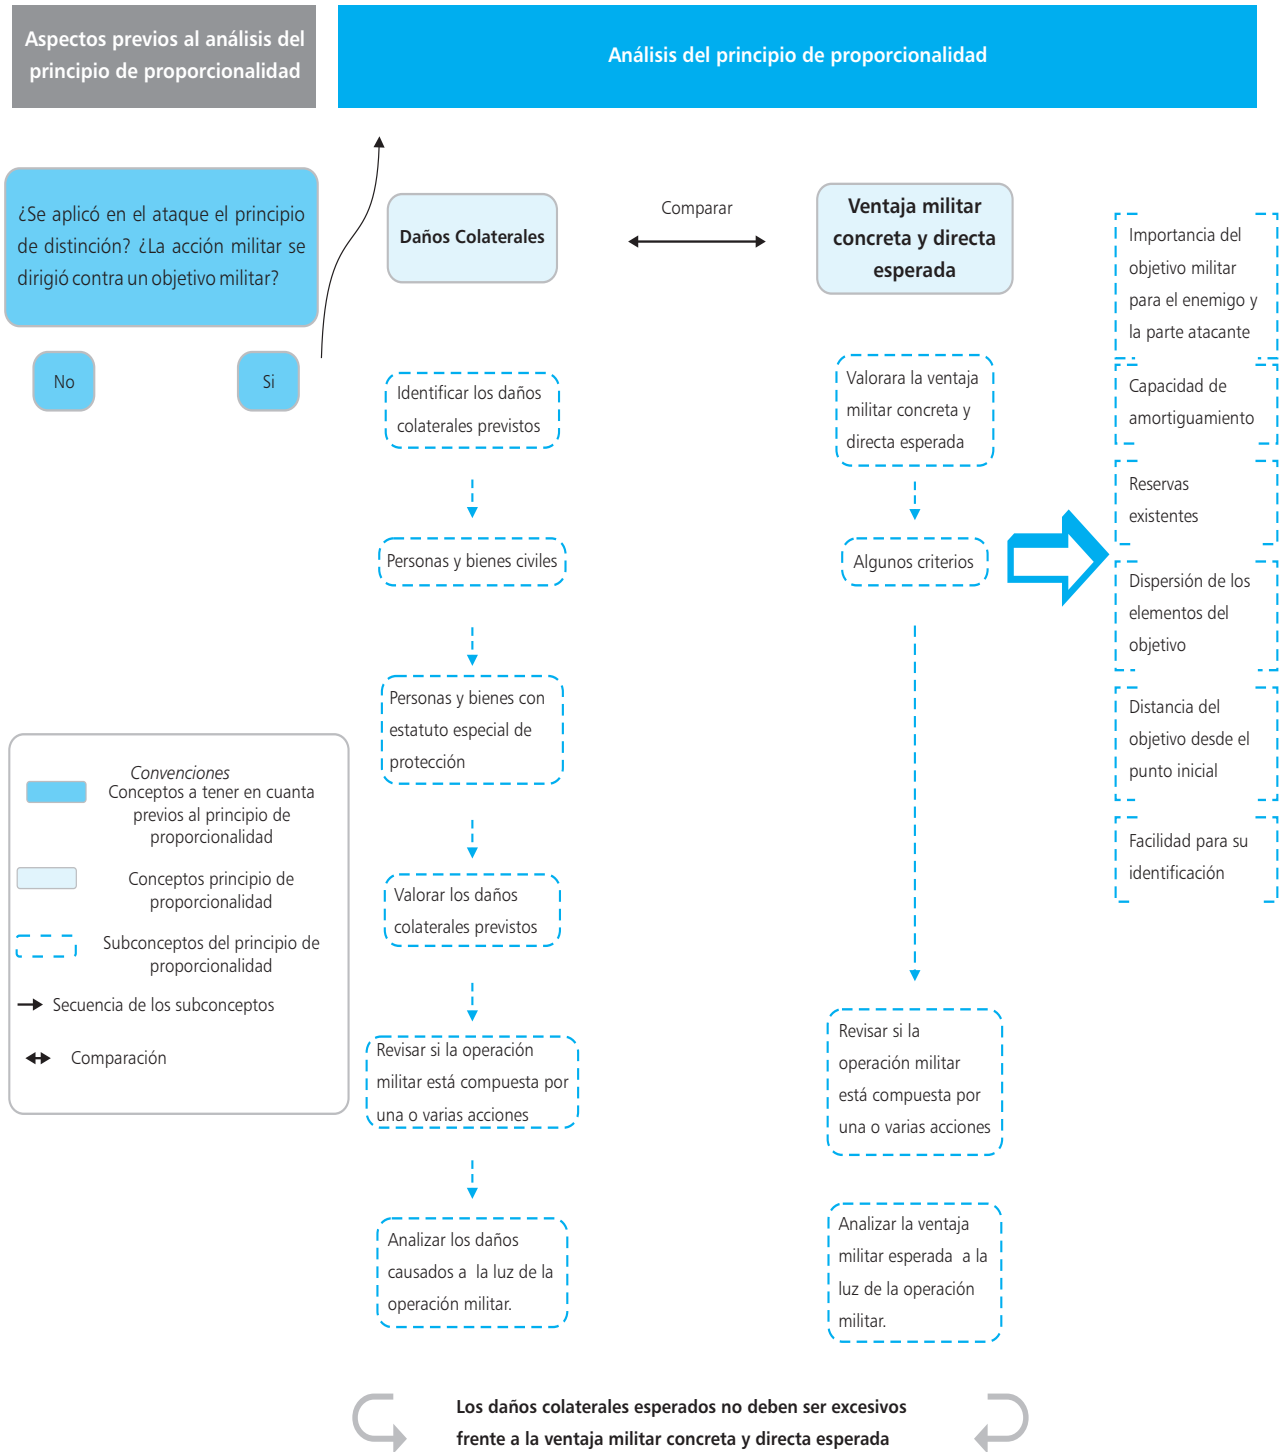 Aspectos previos al análisis del
principio de proporcionalidad
Análisis del principio de proporcionalidad
¿Se aplicó en el ataque el principio
de distinción? ¿La acción militar se
dirigió contra un objetivo militar?
No
Si
Daños Colaterales
Comparar
Ventaja militar
concreta y directa
esperada
Identificar los daños
colaterales previstos
Personas y bienes civiles
Personas y bienes con
estatuto especial de
protección
Valorar los daños
colaterales previstos
Revisar si la operación
militar está compuesta por
una o varias acciones
Analizar los daños
causados a la luz de la
operación militar.
Valorara la ventaja
militar concreta y
directa esperada
Algunos criterios
Revisar si la
operación militar
está compuesta por
una o varias acciones
Analizar la ventaja
militar esperada a la
luz de la operación
militar.
Importancia del
objetivo militar
para el enemigo y
la parte atacante
Capacidad de
amortiguamiento
Reservas
existentes
Dispersión de los
elementos del
objetivo
Distancia del
objetivo desde el
punto inicial
Facilidad para su
identificación
Convenciones
Conceptos a tener en cuanta
previos al principio de
proporcionalidad
Conceptos principio de
proporcionalidad
Subconceptos del principio de
proporcionalidad
Secuencia de los subconceptos
Comparación
Los daños colaterales esperados no deben ser excesivos
frente a la ventaja militar concreta y directa esperada